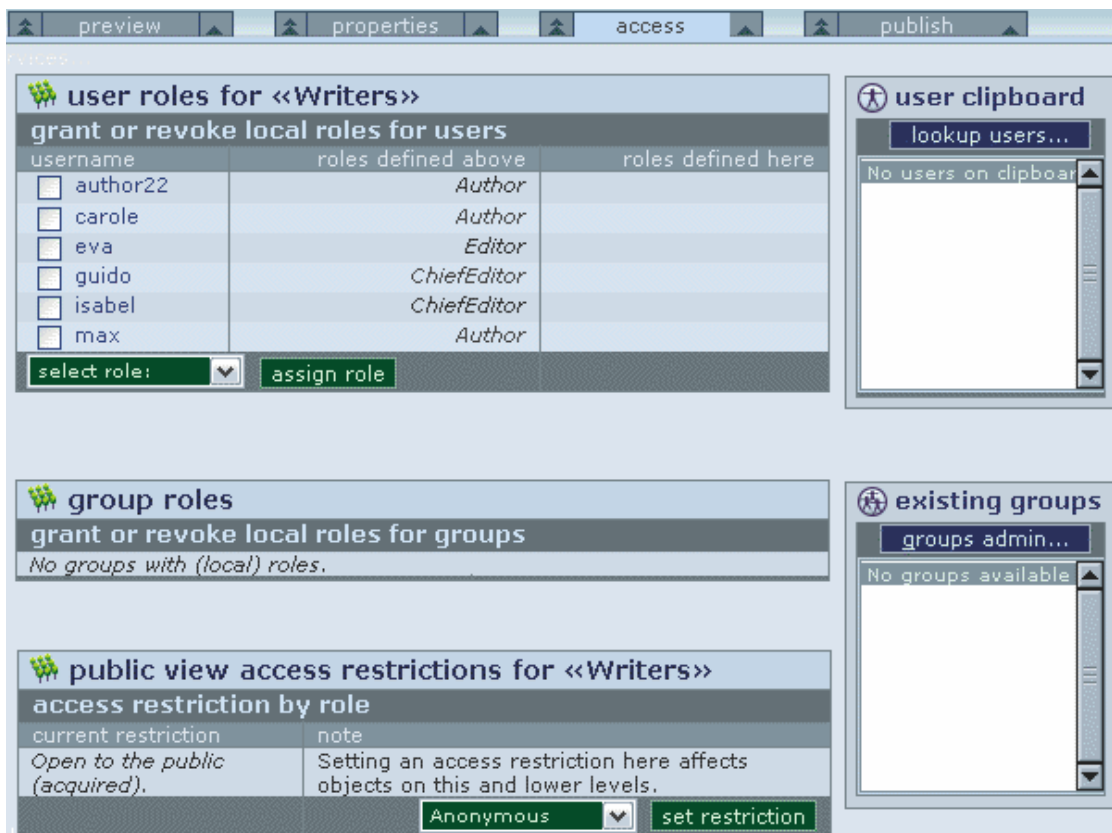 preview properties access publish
user roles for «Writers»
grant or revoke local roles for users
username roles defined above roles defined here
author22 Author
carole Author
eva Editor
guido ChiefEditor
isabel ChiefEditor
max Author
select role: assign role
user clipboard
lookup users...
No users on clipboar
group roles
grant or revoke local roles for groups
No groups with (local) roles.
existing groups
groups admin...
No groups available
public view access restrictions for «Writers»
access restriction by role
current restriction note
Open to the public Setting an access restriction here affects
(acquired). objects on this and lower levels.
Anonymous set restriction